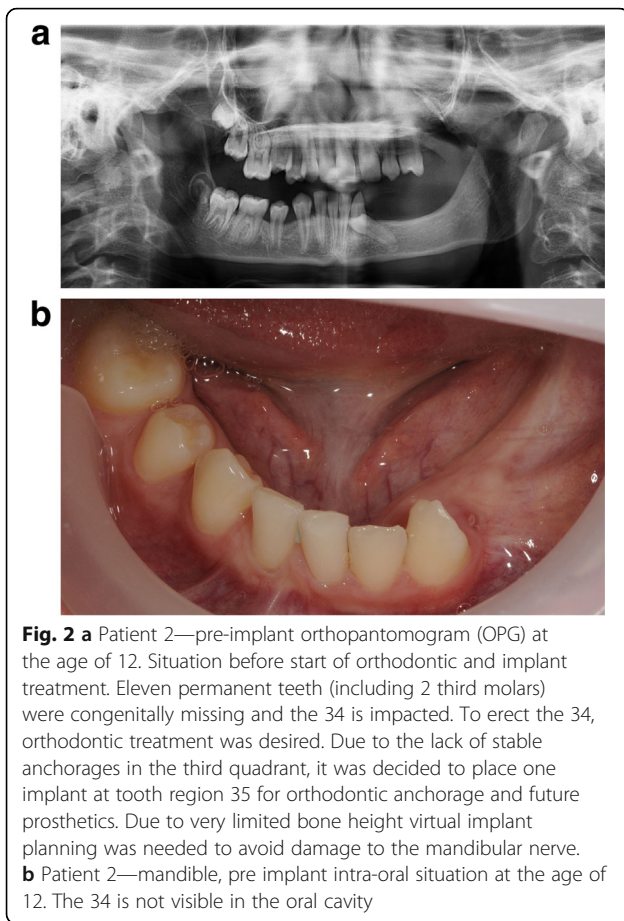 a
b
Fig. 2 a Patient 2—pre-implant orthopantomogram (OPG) at
the age of 12. Situation before start of orthodontic and implant
treatment. Eleven permanent teeth (including 2 third molars)
were congenitally missing and the 34 is impacted. To erect the 34,
orthodontic treatment was desired. Due to the lack of stable
anchorages in the third quadrant, it was decided to place one
implant at tooth region 35 for orthodontic anchorage and future
prosthetics. Due to very limited bone height virtual implant
planning was needed to avoid damage to the mandibular nerve.
b Patient 2—mandible, pre implant intra-oral situation at the age of
12. The 34 is not visible in the oral cavity